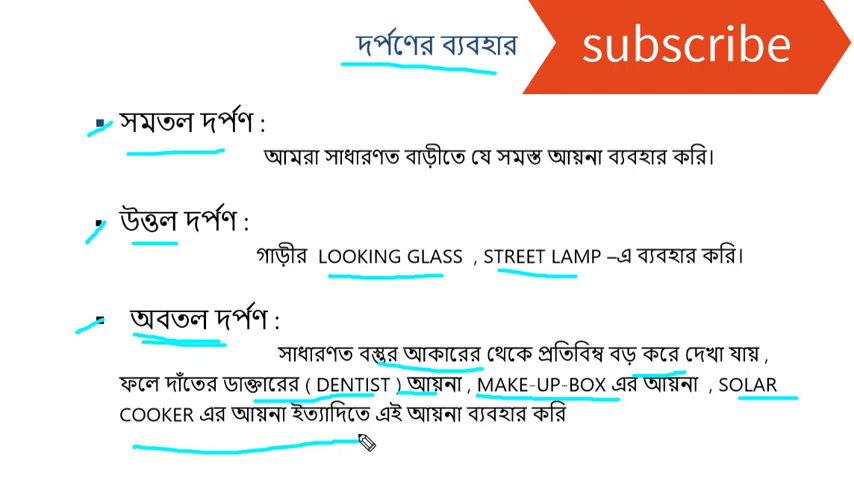 দর্পণের ব্যবহার
subscribe
সমতল দর্পণ :
আমরা সাধারণত বাড়ীতে যে সমস্ত আয়না ব্যবহার করি।
উত্তল দর্পণ :
গাড়ীর LOOKING GLASS , STREET LAMP –এ ব্যবহার করি।
অবতল দর্পণ :
সাধারণত বস্তুর আকারের থেকে প্রতিবিম্ব বড় করে দেখা যায় ,
ফলে দাঁতের ডাক্তারের ( DENTIST ) আয়না , MAKE-UP-BOX এর আয়না , SOLAR
COOKER এর আয়না ইত্যাদিতে এই আয়না ব্যবহার করি